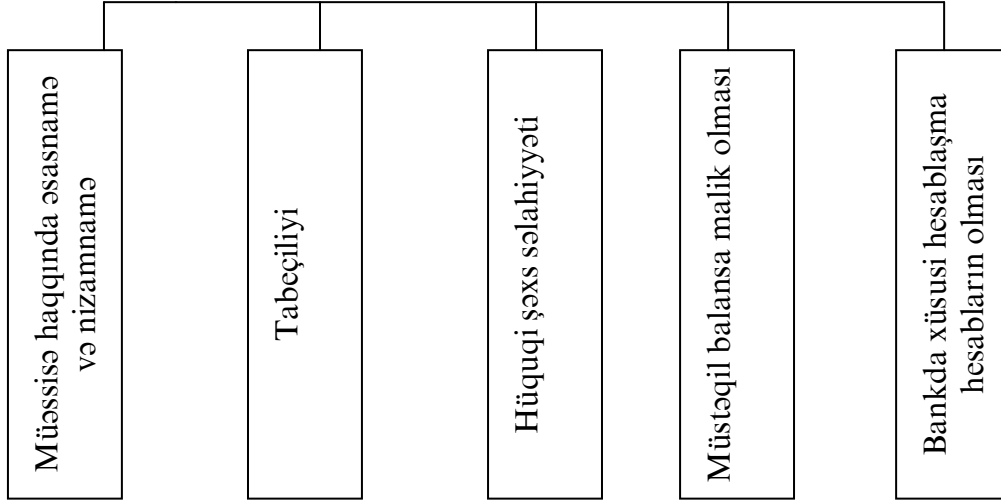 Müəssisə haqqında əsasnamə
və nizamnamə
Tabeçiliyi
Hüquqi şəxs səlahiyyəti
Müstəqil balansa malik olması
Bankda xüsusi hesablaşma
hesabların olması